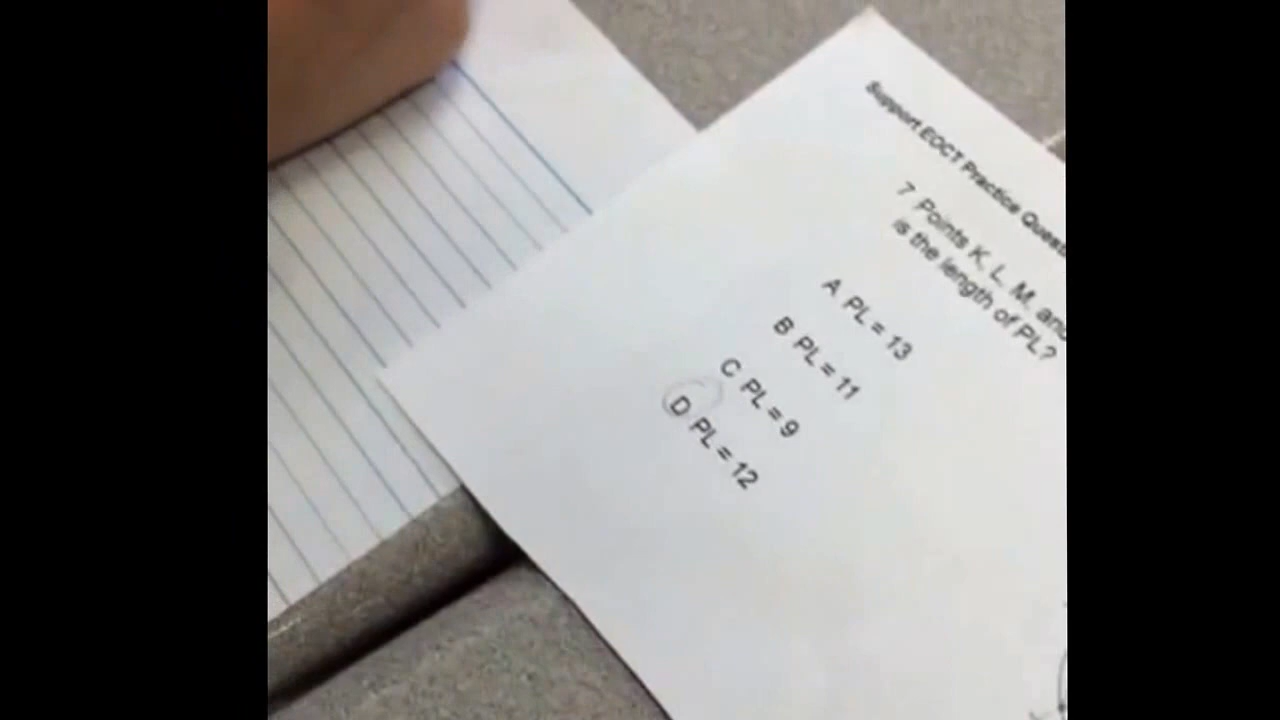 Support EOCT Practice Quest
7 Points K, L, M, and
is the length of PL?
A PL = 13
B PL = 11
C PL = 9
D PL = 12